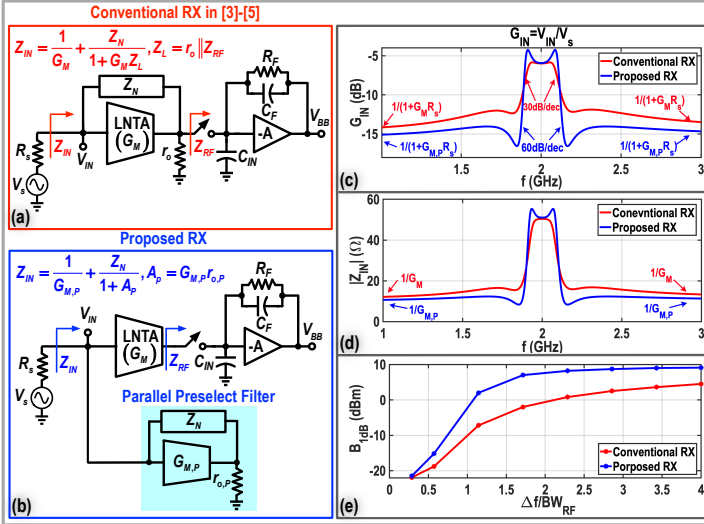 Conventional RX in [3]-[5]
Z_IN = 1/G_M + Z_N/(1+G_M Z_L), Z_L = r_o || Z_RF
Z_N
LNTA
(G_M)
R_s
V_s
Z_IN
V_IN
r_o
Z_RF
R_F
C_F
-A
C_IN
V_BB
(a)
Proposed RX
Z_IN = 1/G_M,P + Z_N/(1+A_P), A_p = G_M,P r_o,P
V_IN
Z_IN
LNTA
(G_M)
Z_RF
R_F
C_F
-A
C_IN
V_BB
R_s
V_s
Parallel Preselect Filter
Z_N
G_M,P
r_o,P
(b)
G_IN=V_IN/V_s
Conventional RX
Proposed RX
-5
-10
-15
G_IN (dB)
1/(1+G_M R_s)
30dB/dec
1/(1+G_M R_s)
1/(1+G_M,P R_s)
60dB/dec
1/(1+G_M,P R_s)
1.5
2
2.5
3
f (GHz)
(c)
60
40
20
0
|Z_IN| (Ω)
Conevntional RX
Proposed RX
1/G_M
1/G_M
1/G_M,P
1/G_M,P
1
1.5
2
2.5
3
f (GHz)
(d)
10
0
-10
-20
B_1dB (dBm)
Conventional RX
Porposed RX
0
0.5
1
1.5
2
2.5
3
3.5
4
Δf/BW_RF
(e)